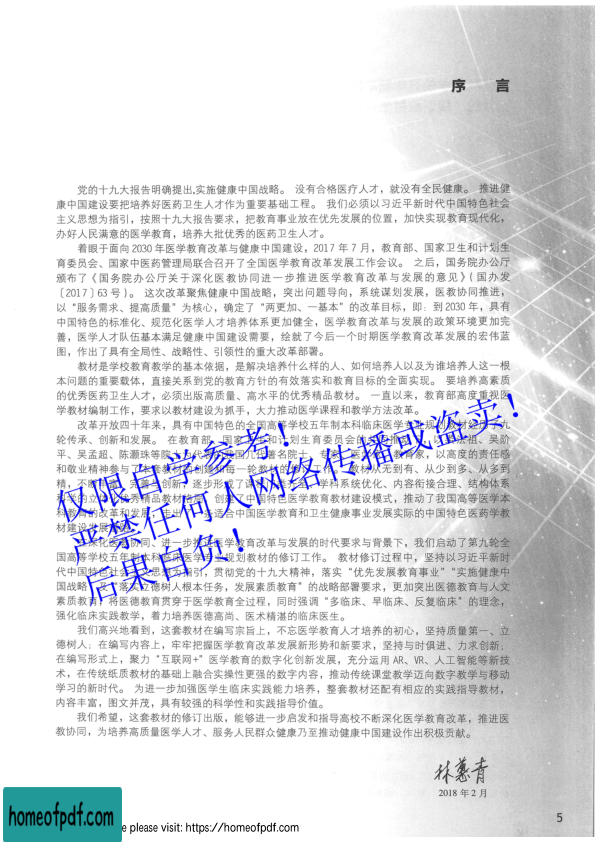 序 言
党的十九大报告明确提出,实施健康中国战略。 没有合格医疗人才，就没有全民健康。 推进健
康中国建设要把培养好医药卫生人才作为重要基础工程。 我们必须以习近平新时代中国特色社会
主义思想为指引，按照十九大报告要求，把教育事业放在优先发展的位置，加快实现教育现代化，
办好人民满意的医学教育，培养大批优秀的医药卫生人才。
着眼于面向2030年医学教育改革与健康中国建设，2017年7月，教育部、国家卫生和计划生
育委员会、国家中医药管理局联合召开了全国医学教育改革发展工作会议。 之后，国务院办公厅
颁布了《国务院办公厅关于深化医教协同进一步推进医学教育改革与发展的意见》(国办发
〔2017〕63号)。 这次改革聚焦健康中国战略，突出问题导向，系统谋划发展，医教协同推进，
以“服务需求、提高质量”为核心，确定了“两更加、一基本”的改革目标，即：到2030年，具有
中国特色的标准化、规范化医学人才培养体系更加健全，医学教育改革与发展的政策环境更加完
善，医学人才队伍基本满足健康中国建设需要，绘就了今后一个时期医学教育改革发展的宏伟蓝
图，作出了具有全局性、战略性、引领性的重大改革部署。
教材是学校教育教学的基本依据，是解决培养什么样的人、如何培养人以及为谁培养人这一根
本问题的重要载体，直接关系到党的教育方针的有效落实和教育目标的全面实现。 要培养高素质
的优秀医药卫生人才，必须出版高质量、高水平的优秀精品教材。 一直以来，教育部高度重视医
学教材编制工作，要求以教材建设为抓手，大力推动医学课程和教学方法改革。
改革开放四十年来，具有中国特色的全国高等学校五年制本科临床医学专业规划教材经历了九
轮传承、创新和发展。 在教育部、国家卫生和计划生育委员会的 吴阶
平、吴孟超、陈灏珠等院士 代著名院士、 教育家，以高度的责任感
和敬业精神参与了本套教材的创建和每一轮教材的修订工作。 教材从无到有、从少到多、从多到
精，不断 完善与创新，逐步形成了课程 学科系统优化、内容衔接合理、结构体系
科学的立体化优秀精品教材 创建了中国特色医学教育教材建设模式，推动了我国高等医学本
科教育的改革和发展，走出了一条适合中国医学教育和卫生健康事业发展实际的中国特色医药学教
材建设发展
在深化医教协同、进一步推进医学教育改革与发展的时代要求与背景下，我们启动了第九轮全
国高等学校五年制本科临床医学专业规划教材的修订工作。 教材修订过程中，坚持以习近平新时
代中国特色社会主义思想为指引，贯彻党的十九大精神，落实“优先发展教育事业”“实施健康中
国战略”及“落实立德树人根本任务，发展素质教育”的战略部署要求，更加突出医德教育与人文
素质教育，将医德教育贯穿于医学教育全过程，同时强调“多临床、早临床、反复临床”的理念，
强化临床实践教学，着力培养医德高尚、医术精湛的临床医生。
我们高兴地看到，这套教材在编写宗旨上，不忘医学教育人才培养的初心，坚持质量第一、立
德树人；在编写内容上，牢牢把握医学教育改革发展新形势和新要求，坚持与时俱进、力求创新；
在编写形式上，聚力“互联网+”医学教育的数字化创新发展，充分运用AR、VR、人工智能等新技
术，在传统纸质教材的基础上融合实操性更强的数字内容，推动传统课堂教学迈向数字教学与移动
学习的新时代。 为进一步加强医学生临床实践能力培养，整套教材还配有相应的实践指导教材，
内容丰富，图文并茂，具有较强的科学性和实践指导价值。
我们希望，这套教材的修订出版，能够进一步启发和指导高校不断深化医学教育改革，推进医
教协同，为培养高质量医学人才、服务人民群众健康乃至推动健康中国建设作出积极贡献。
林蕙青
2018年2月
5
仅限自学参考！
严禁任何人网络传播或盗卖！
后果自负！
homeofpdf.com
e please visit: https://homeofpdf.com